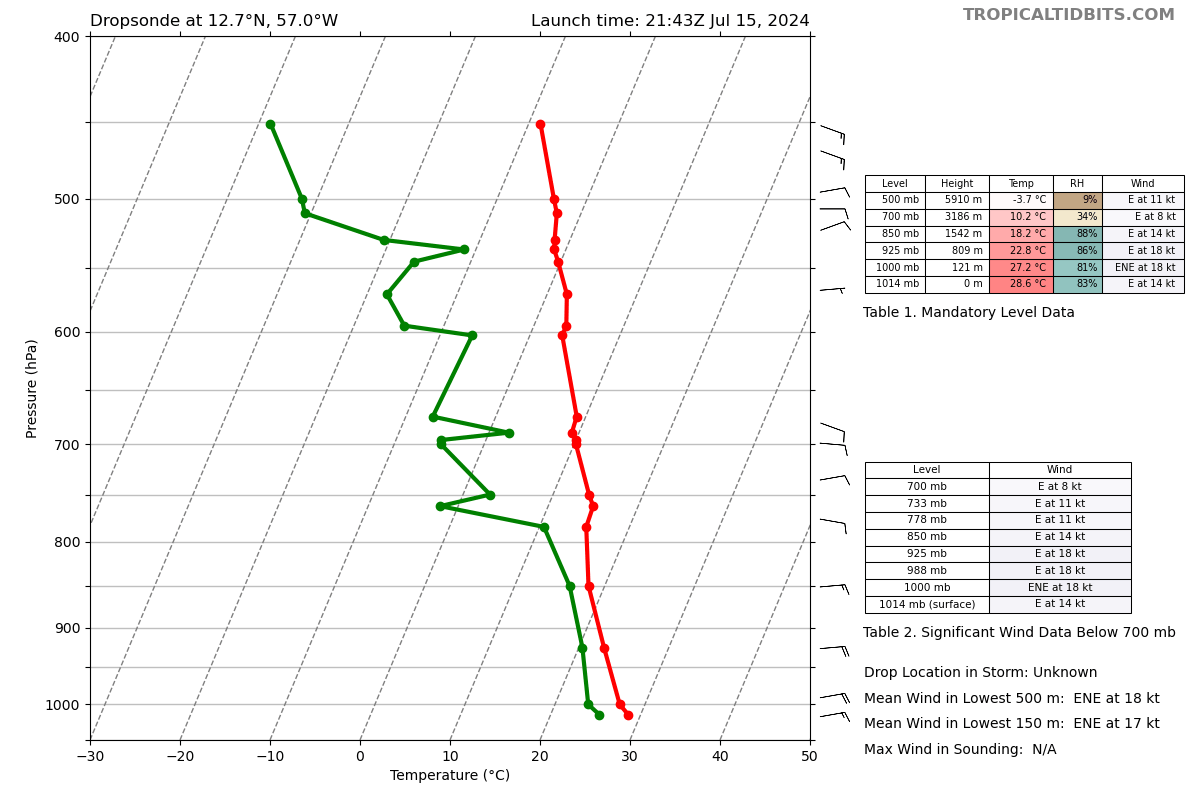 Dropsonde at 12.7°N, 57.0°W
Launch time: 21:43Z Jul 15, 2024
TROPICALTIDBITS.COM
400
500
600
700
800
900
1000
Pressure (hPa)
−30 −20 −10 0 10 20 30 40 50
Temperature (°C)
Level Height Temp RH Wind
500 mb 5910 m -3.7 °C 9% E at 11 kt
700 mb 3186 m 10.2 °C 34% E at 8 kt
850 mb 1542 m 18.2 °C 88% E at 14 kt
925 mb 809 m 22.8 °C 86% E at 18 kt
1000 mb 121 m 27.2 °C 81% ENE at 18 kt
1014 mb 0 m 28.6 °C 83% E at 14 kt
Table 1. Mandatory Level Data
Level Wind
700 mb E at 8 kt
733 mb E at 11 kt
778 mb E at 11 kt
850 mb E at 14 kt
925 mb E at 18 kt
988 mb E at 18 kt
1000 mb ENE at 18 kt
1014 mb (surface) E at 14 kt
Table 2. Significant Wind Data Below 700 mb
Drop Location in Storm: Unknown
Mean Wind in Lowest 500 m: ENE at 18 kt
Mean Wind in Lowest 150 m: ENE at 17 kt
Max Wind in Sounding: N/A